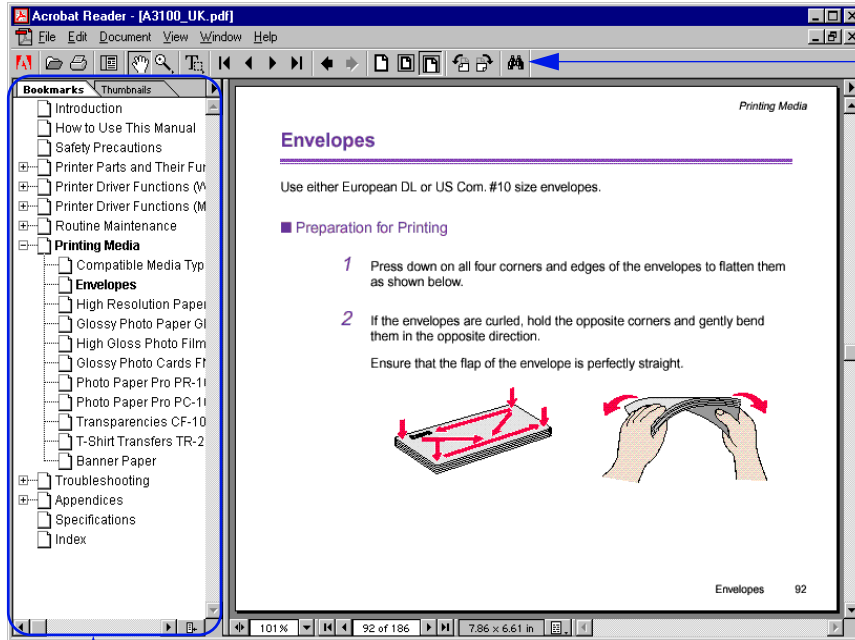 Acrobat Reader - [A3100_UK.pdf]
File Edit Document View Window Help
Bookmarks Thumbnails
Introduction
How to Use This Manual
Safety Precautions
Printer Parts and Their Fur
Printer Driver Functions (W
Printer Driver Functions (M
Routine Maintenance
Printing Media
Compatible Media Typ
Envelopes
High Resolution Paper
Glossy Photo Paper Gl
High Gloss Photo Film
Glossy Photo Cards FM
Photo Paper Pro PR-1
Photo Paper Pro PC-1
Transparencies CF-10
T-Shirt Transfers TR-2
Banner Paper
Troubleshooting
Appendices
Specifications
Index
Printing Media
Envelopes
Use either European DL or US Com. #10 size envelopes.
Preparation for Printing
1 Press down on all four corners and edges of the envelopes to flatten them
as shown below.
2 If the envelopes are curled, hold the opposite corners and gently bend
them in the opposite direction.
Ensure that the flap of the envelope is perfectly straight.
Envelopes 92
101% 92 of 186 7.86 × 6.61 in